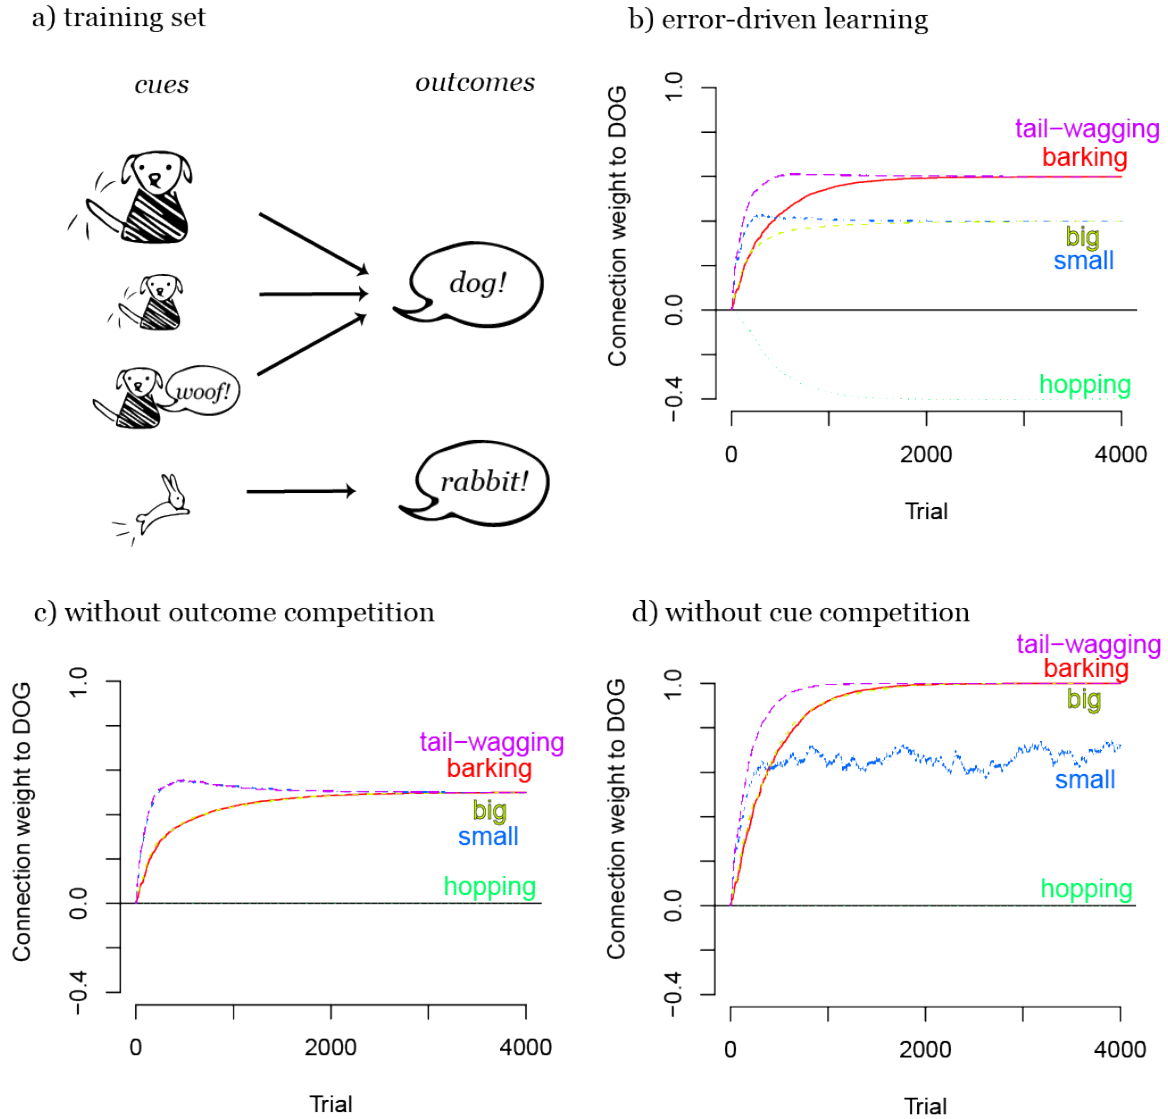 a) training set
cues
outcomes
dog!
woof!
rabbit!
b) error-driven learning
Connection weight to DOG
1.0
0.0
−0.4
tail−wagging
barking
big
small
hopping
0
2000
4000
Trial
c) without outcome competition
Connection weight to DOG
1.0
0.0
−0.4
tail−wagging
barking
big
small
hopping
0
2000
4000
Trial
d) without cue competition
Connection weight to DOG
1.0
0.0
−0.4
tail−wagging
barking
big
small
hopping
0
2000
4000
Trial